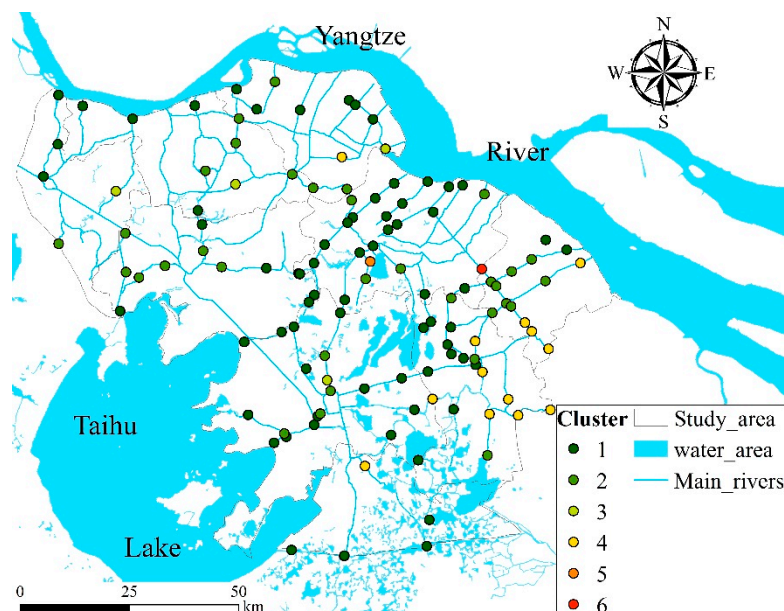 Yangtze
N
W E
S
River
Taihu
Lake
Cluster
1
2
3
4
5
6
Study_area
water_area
Main_rivers
0 25 50
km